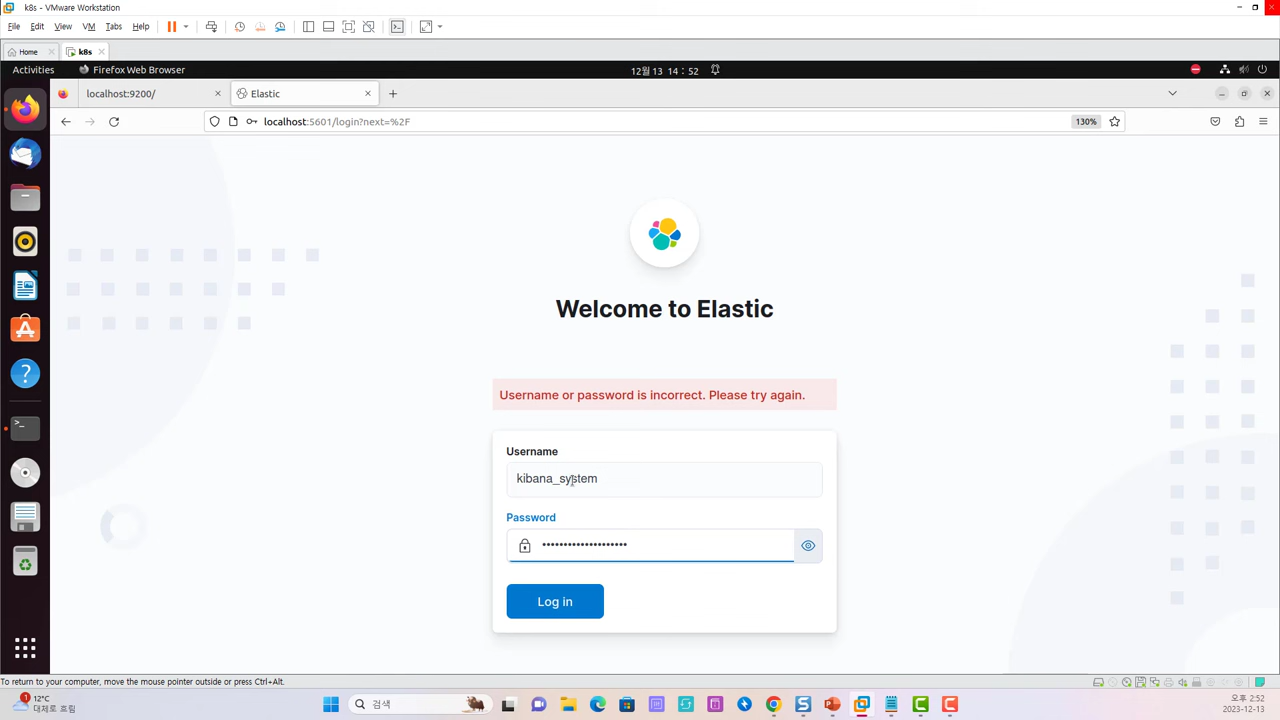 k8s - VMware Workstation
File Edit View VM Tabs Help
Home k8s
Activities Firefox Web Browser 12월 13 14 : 52
localhost:9200/ Elastic
localhost:5601/login?next=%2F 130%
Welcome to Elastic
Username or password is incorrect. Please try again.
Username
kibana_system
Password
••••••••••••••••••••
Log in
To return to your computer, move the mouse pointer outside or press Ctrl+Alt.
1 12°C
대체로 흐림
검색
오후 2:52
2023-12-13